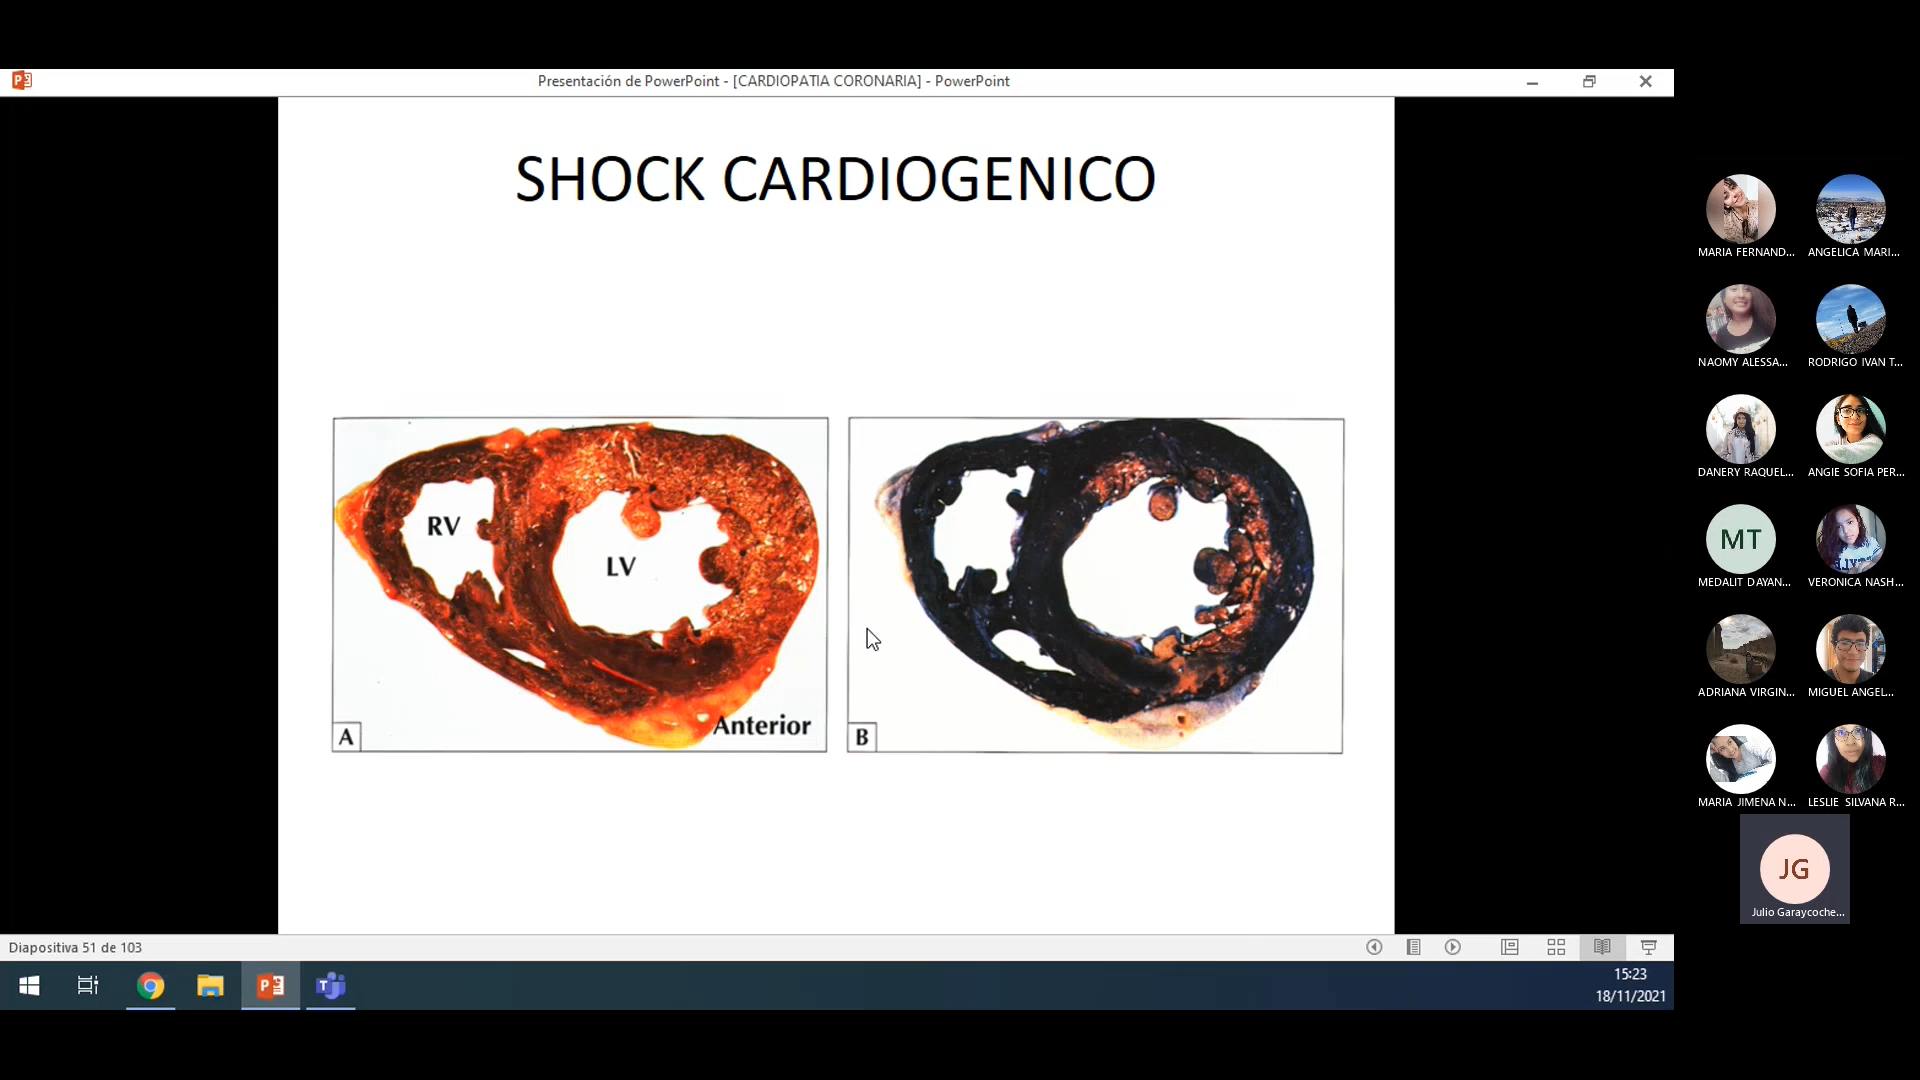 Presentación de PowerPoint - [CARDIOPATIA CORONARIA] - PowerPoint
SHOCK CARDIOGENICO
RV
LV
Anterior
A
B
MARIA FERNAND...
ANGELICA MARI...
NAOMY ALESSA...
RODRIGO IVAN T...
DANERY RAQUEL...
ANGIE SOFIA PER...
MT
MEDALIT DAYAN...
VERONICA NASH...
ADRIANA VIRGIN...
MIGUEL ANGEL...
MARIA JIMENA N...
LESLIE SILVANA R...
JG
Julio Garaycoche...
Diapositiva 51 de 103
15:23
18/11/2021